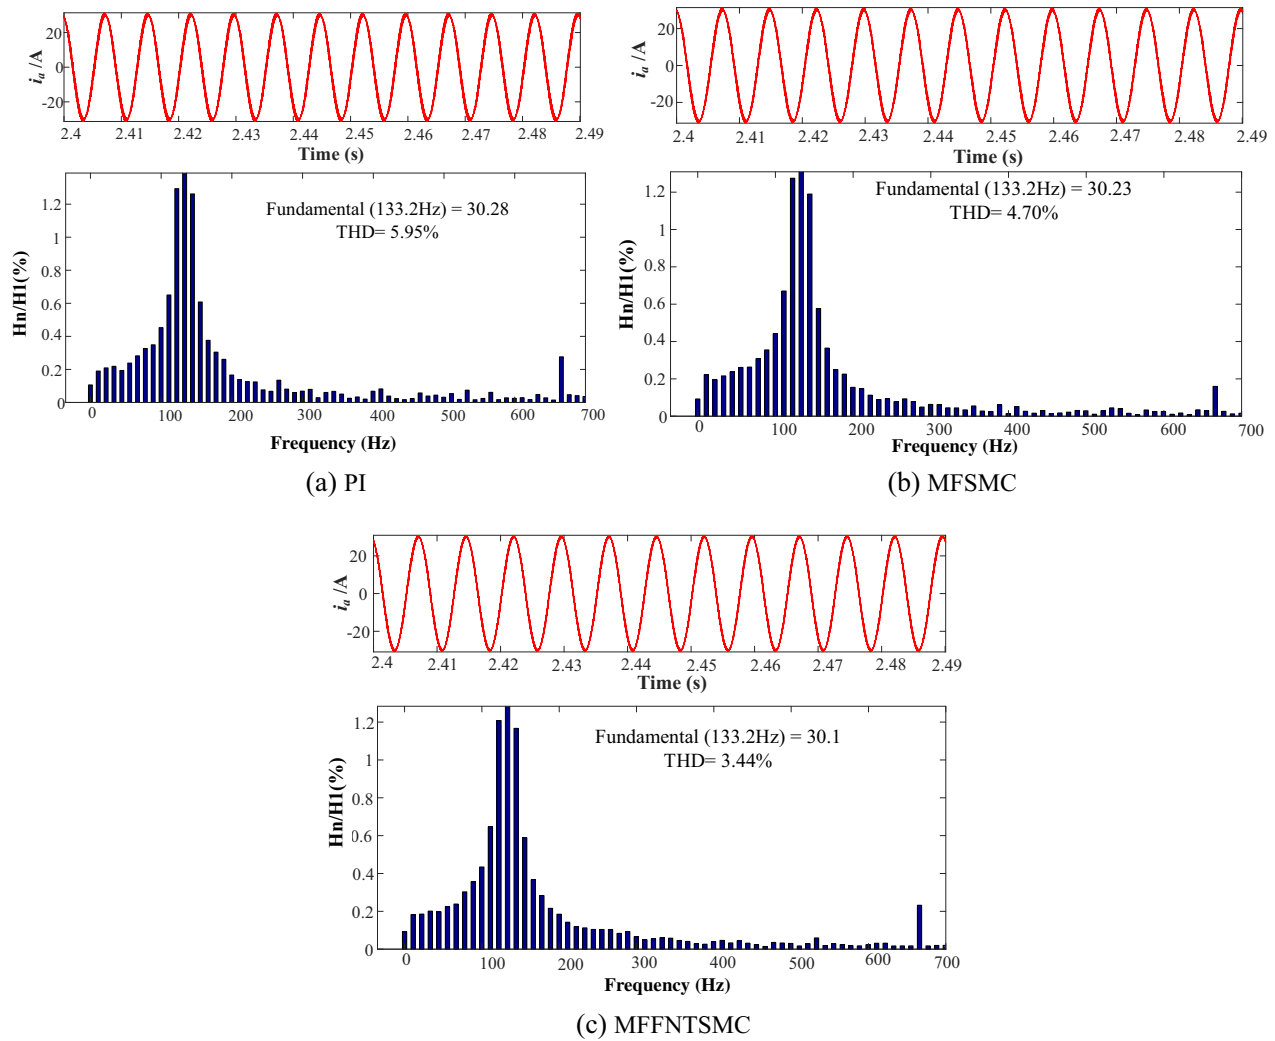 20
0
-20
i_a /A
2.4 2.41 2.42 2.43 2.44 2.45 2.46 2.47 2.48 2.49
Time (s)
1.2
1
0.8
0.6
0.4
0.2
0
Hn/H1(%)
Fundamental (133.2Hz) = 30.28
THD= 5.95%
0 100 200 300 400 500 600 700
Frequency (Hz)
(a) PI
20
0
-20
i_a /A
2.4 2.41 2.42 2.43 2.44 2.45 2.46 2.47 2.48 2.49
Time (s)
1.2
1
0.8
0.6
0.4
0.2
0
Hn/H1(%)
Fundamental (133.2Hz) = 30.23
THD= 4.70%
0 100 200 300 400 500 600 700
Frequency (Hz)
(b) MFSMC
20
0
-20
i_a /A
2.4 2.41 2.42 2.43 2.44 2.45 2.46 2.47 2.48 2.49
Time (s)
1.2
1
0.8
0.6
0.4
0.2
0
Hn/H1(%)
Fundamental (133.2Hz) = 30.1
THD= 3.44%
0 100 200 300 400 500 600 700
Frequency (Hz)
(c) MFFNTSMC